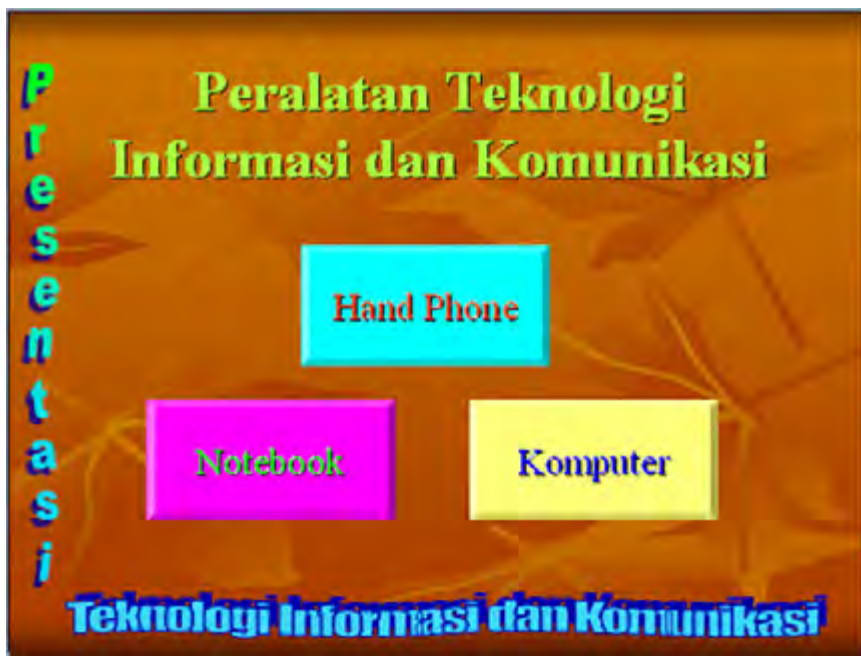 Presentasi
Peralatan Teknologi
Informasi dan Komunikasi
Hand Phone
Notebook
Komputer
Teknologi Informasi dan Komunikasi